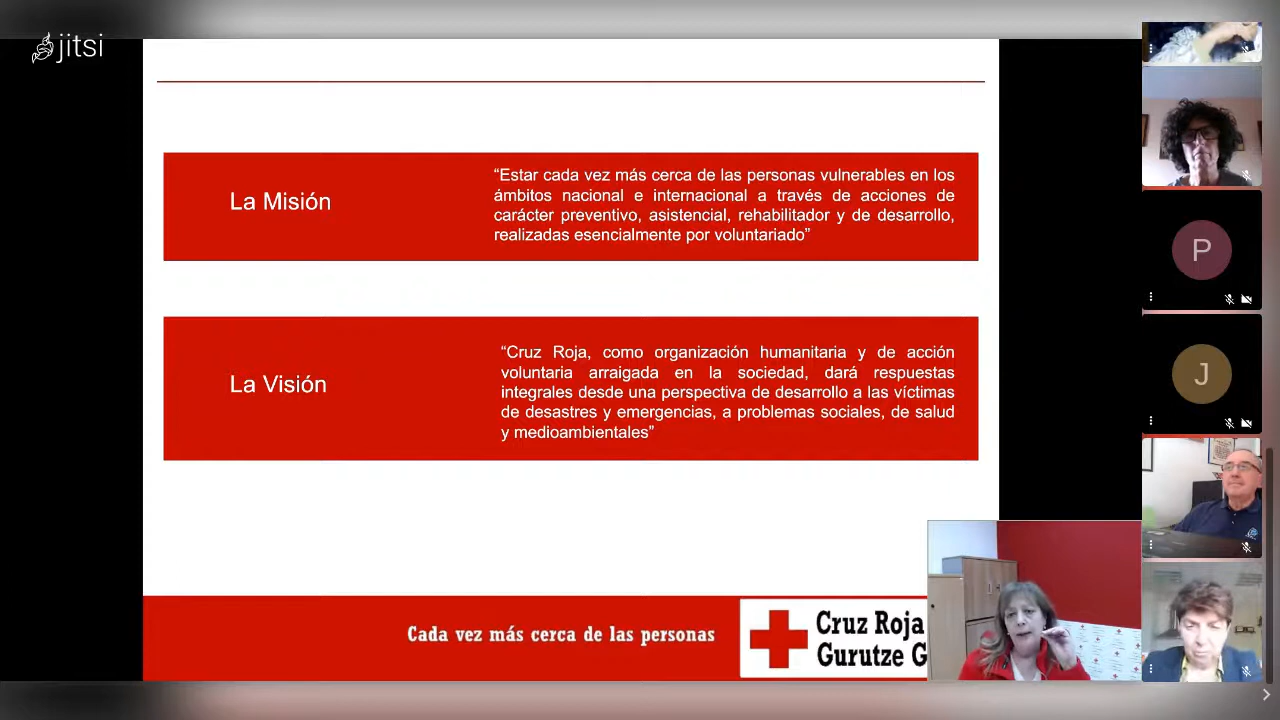 jitsi
La Misión
“Estar cada vez más cerca de las personas vulnerables en los
ámbitos nacional e internacional a través de acciones de
carácter preventivo, asistencial, rehabilitador y de desarrollo,
realizadas esencialmente por voluntariado”
La Visión
“Cruz Roja, como organización humanitaria y de acción
voluntaria arraigada en la sociedad, dará respuestas
integrales desde una perspectiva de desarrollo a las víctimas
de desastres y emergencias, a problemas sociales, de salud
y medioambientales”
Cada vez más cerca de las personas
Cruz Roja
Gurutze G
P
J